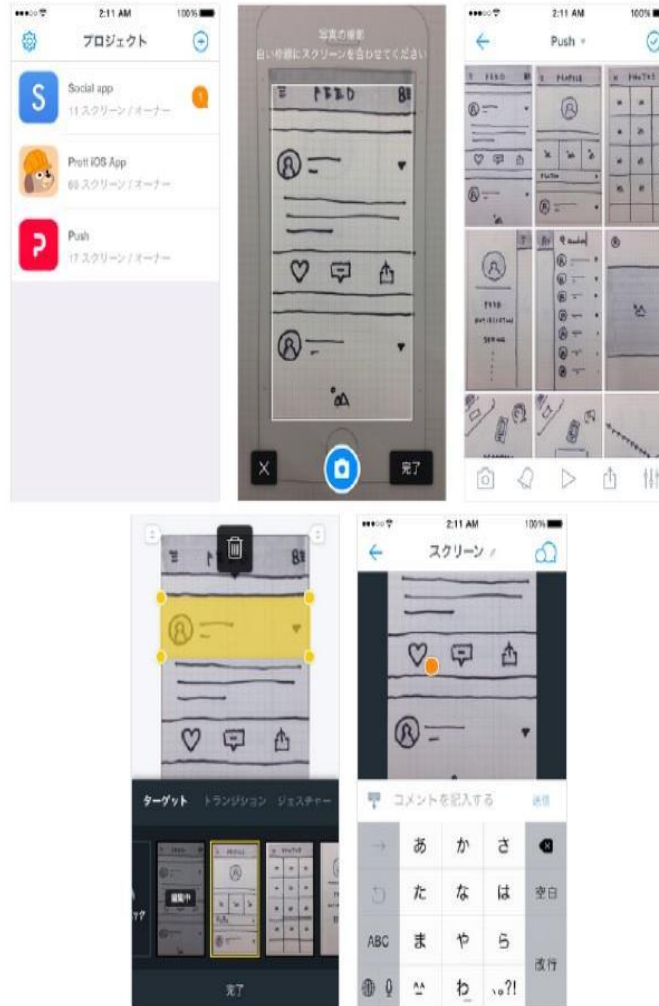 2:11 AM 100%
プロジェクト
S
Social app
1
11 スクリーン / オーナー
Prott iOS App
60 スクリーン / オーナー
Push
17 スクリーン / オーナー
写真の撮影
白い枠線にスクリーンを合わせてください
FEED
完了
2:11 AM 100%
Push
FEED
PROFILE
PHOTOS
FEED
SETTING
ターゲット トランジション ジェスチャー
編集中
PROFILE
PHOTOS
完了
2:11 AM 100%
スクリーン
コメントを記入する 送信
→ あ か さ
た な は 空白
ABC ま や ら
改行
^^ わ 、。?!